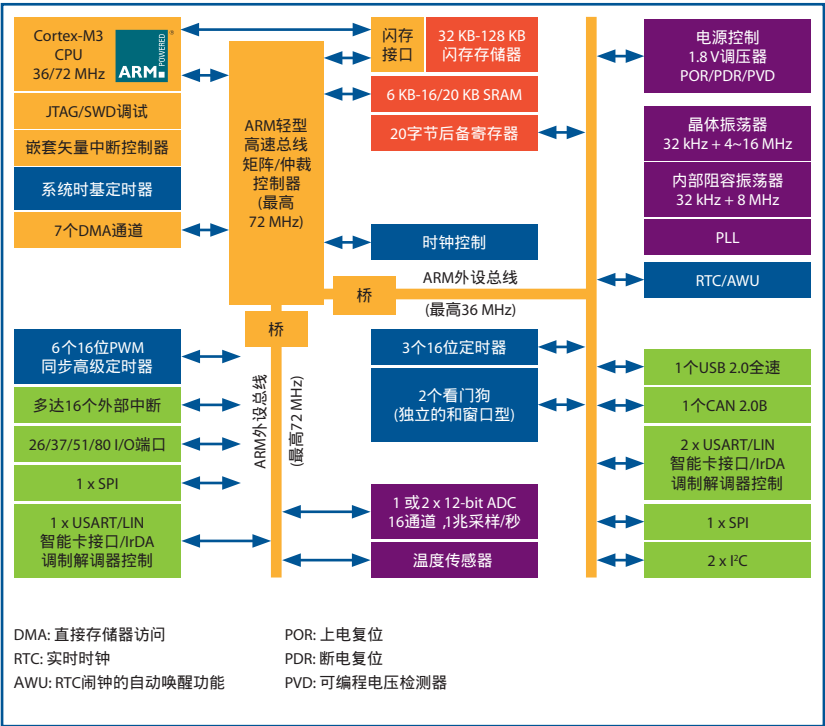 Cortex-M3
CPU
36/72 MHz
ARM
POWERED
®
JTAG/SWD调试
嵌套矢量中断控制器
系统时基定时器
7个DMA通道
ARM轻型
高速总线
矩阵/仲裁
控制器
(最高
72 MHz)
闪存
接口
32 KB-128 KB
闪存存储器
6 KB-16/20 KB SRAM
20字节后备寄存器
时钟控制
桥
ARM外设总线
(最高36 MHz)
桥
ARM外设总线
(最高72 MHz)
电源控制
1.8 V调压器
POR/PDR/PVD
晶体振荡器
32 kHz + 4~16 MHz
内部阻容振荡器
32 kHz + 8 MHz
PLL
RTC/AWU
6个16位PWM
同步高级定时器
多达16个外部中断
26/37/51/80 I/O端口
1 x SPI
1 x USART/LIN
智能卡接口/IrDA
调制解调器控制
3个16位定时器
2个看门狗
(独立的和窗口型)
1 或2 x 12-bit ADC
16通道 ,1兆采样/秒
温度传感器
1个USB 2.0全速
1个CAN 2.0B
2 x USART/LIN
智能卡接口/IrDA
调制解调器控制
1 x SPI
2 x I²C
DMA: 直接存储器访问
RTC: 实时时钟
AWU: RTC闹钟的自动唤醒功能
POR: 上电复位
PDR: 断电复位
PVD: 可编程电压检测器